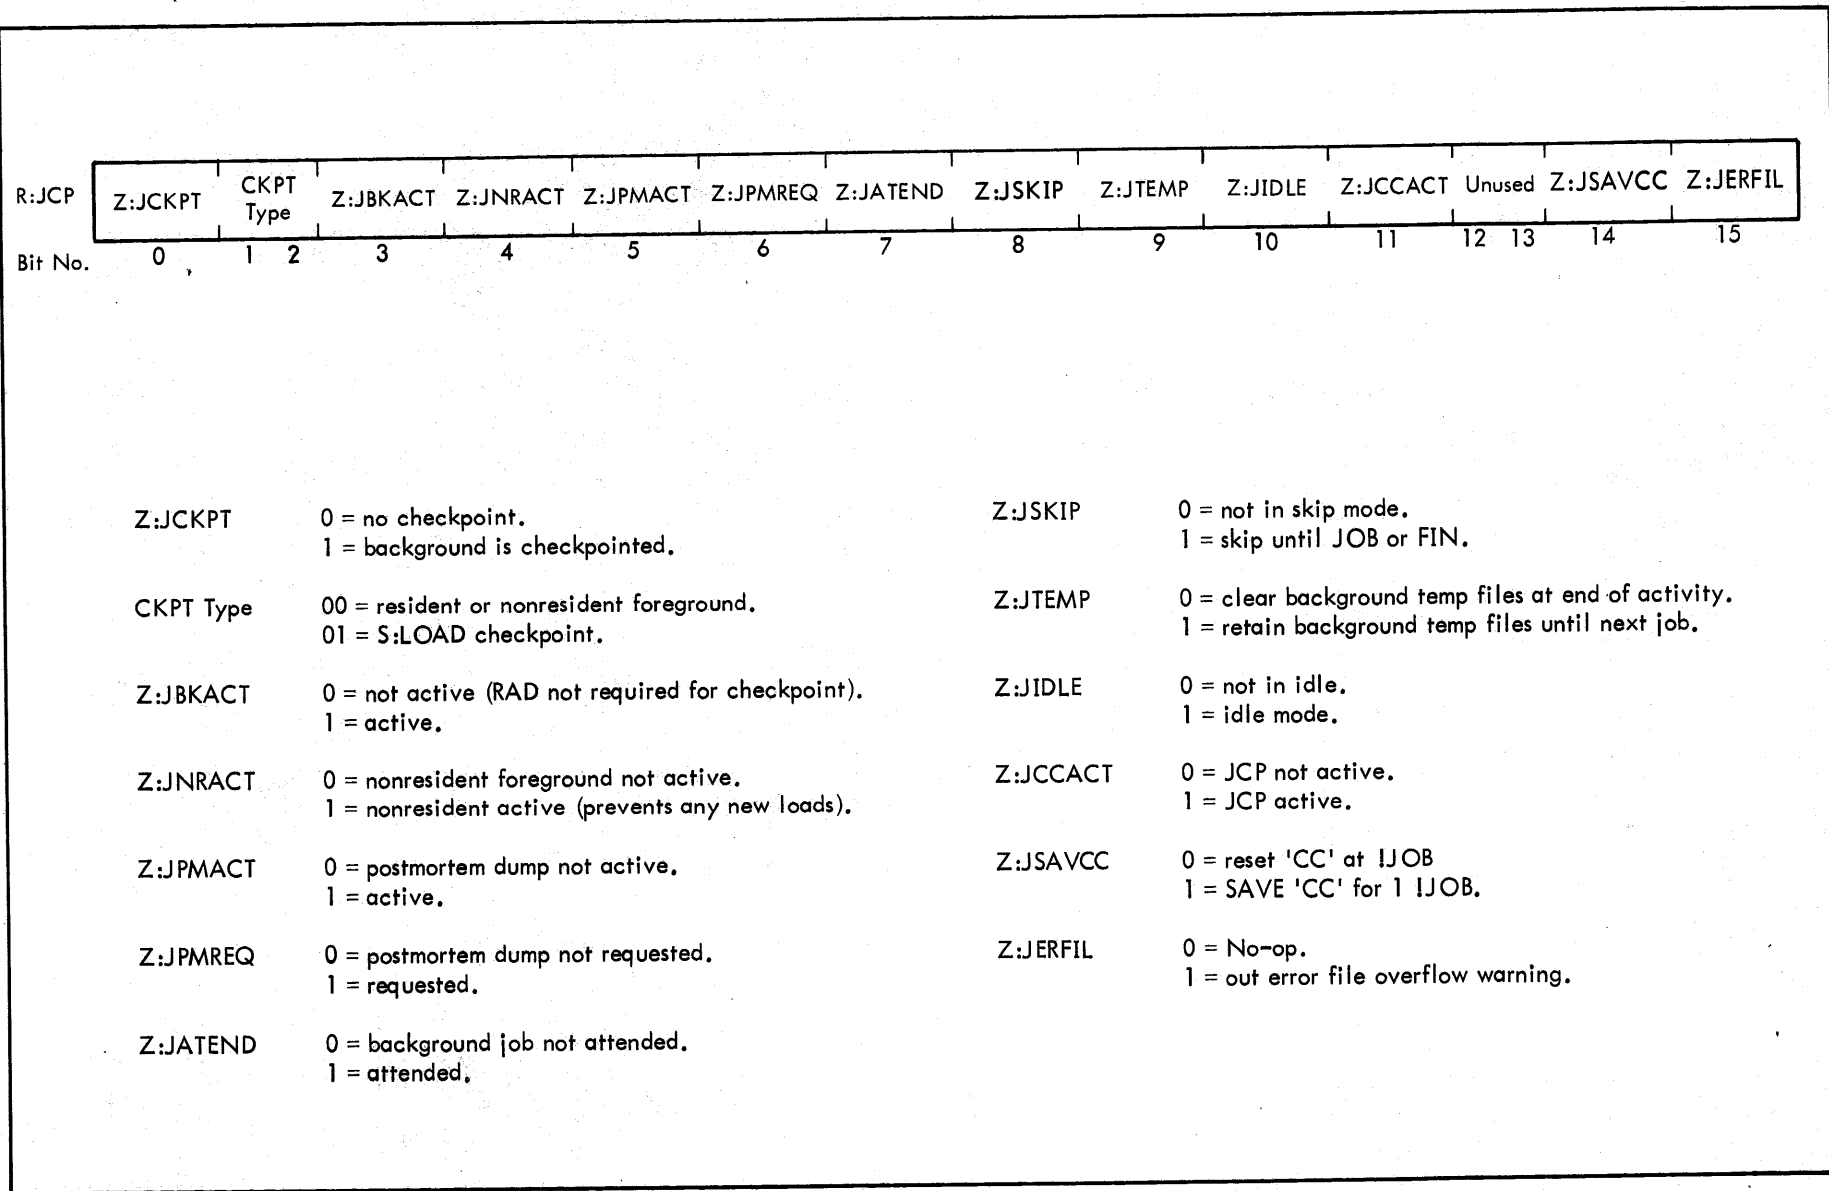 R:JCP Z:JCKPT CKPT Type Z:JBKACT Z:JNRACT Z:JPMACT Z:JPMREQ Z:JATEND Z:JSKIP Z:JTEMP Z:JIDLE Z:JCCACT Unused Z:JSAVCC Z:JERFIL
Bit No. 0 1 2 3 4 5 6 7 8 9 10 11 12 13 14 15
Z:JCKPT 0 = no checkpoint.
1 = background is checkpointed.
CKPT Type 00 = resident or nonresident foreground.
01 = S:LOAD checkpoint.
Z:JBKACT 0 = not active (RAD not required for checkpoint).
1 = active.
Z:JNRACT 0 = nonresident foreground not active.
1 = nonresident active (prevents any new loads).
Z:JPMACT 0 = postmortem dump not active.
1 = active.
Z:JPMREQ 0 = postmortem dump not requested.
1 = requested.
Z:JATEND 0 = background job not attended.
1 = attended.
Z:JSKIP 0 = not in skip mode.
1 = skip until JOB or FIN.
Z:JTEMP 0 = clear background temp files at end of activity.
1 = retain background temp files until next job.
Z:JIDLE 0 = not in idle.
1 = idle mode.
Z:JCCACT 0 = JCP not active.
1 = JCP active.
Z:JSAVCC 0 = reset 'CC' at !JOB
1 = SAVE 'CC' for 1 !JOB.
Z:JERFIL 0 = No-op.
1 = out error file overflow warning.